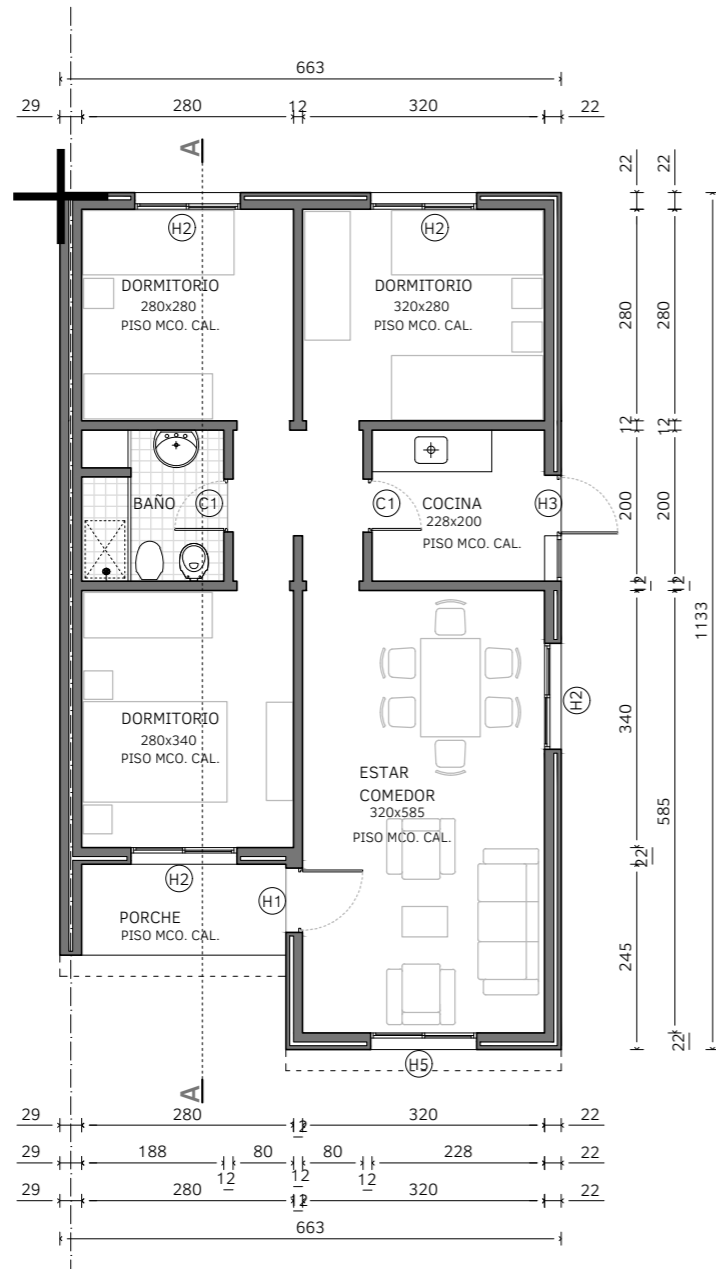 663
29 280 12 320 22
A
22 22
H2 H2
DORMITORIO
280x280
PISO MCO. CAL.
DORMITORIO
320x280
PISO MCO. CAL.
280 280
12 12
BAÑO C1 C1
COCINA
228x200
PISO MCO. CAL.
H3
200 200
12 12
1133
DORMITORIO
280x340
PISO MCO. CAL.
H2
340
ESTAR
COMEDOR
320x585
PISO MCO. CAL.
585
22
H2
H1
PORCHE
PISO MCO. CAL.
245
22
H5
A
29 280 12 320 22
29 188 12 80 12 80 12 228 22
29 280 12 320 22
663